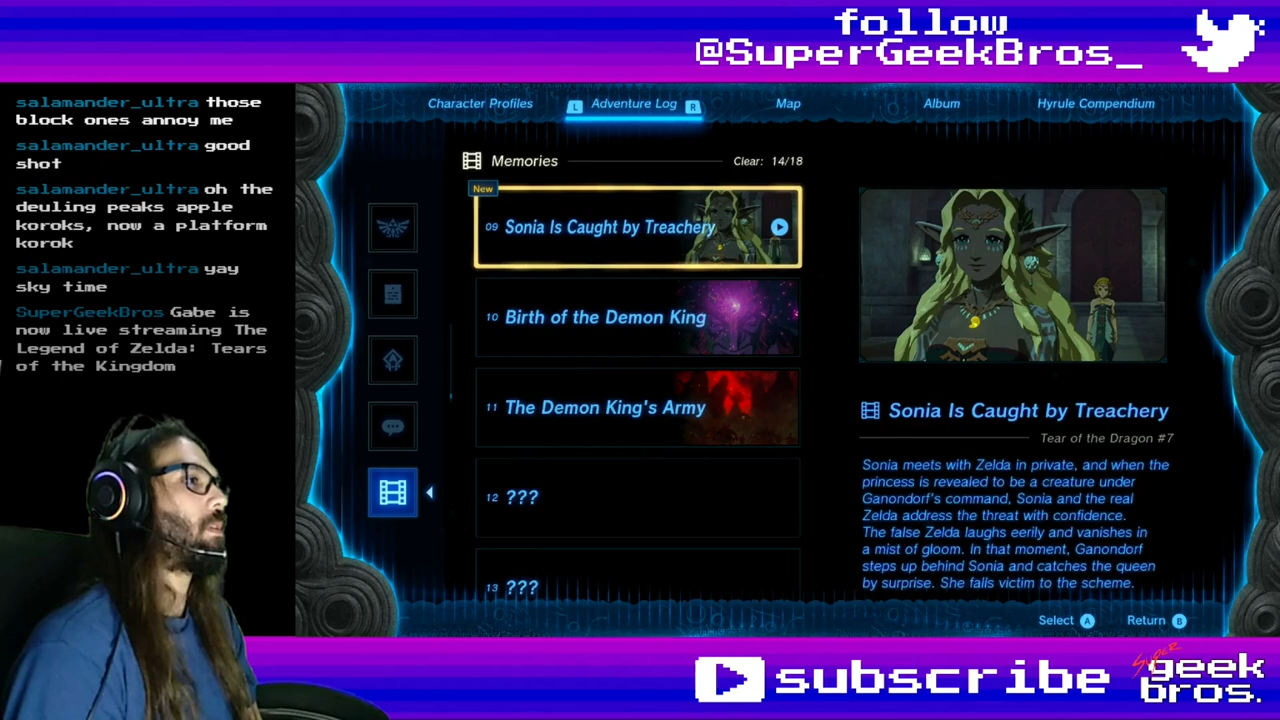 follow
@SuperGeekBros_
salamander_ultra those
block ones annoy me
salamander_ultra good
shot
salamander_ultra oh the
deuling peaks apple
koroks, now a platform
korok
salamander_ultra yay
sky time
SuperGeekBros Gabe is
now live streaming The
Legend of Zelda: Tears
of the Kingdom
Character Profiles
L Adventure Log R
Map
Album
Hyrule Compendium
Memories
Clear: 14/18
New
09 Sonia Is Caught by Treachery
10 Birth of the Demon King
11 The Demon King's Army
12 ???
13 ???
Sonia Is Caught by Treachery
Tear of the Dragon #7
Sonia meets with Zelda in private, and when the
princess is revealed to be a creature under
Ganondorf's command, Sonia and the real
Zelda address the threat with confidence.
The false Zelda laughs eerily and vanishes in
a mist of gloom. In that moment, Ganondorf
steps up behind Sonia and catches the queen
by surprise. She falls victim to the scheme.
Select A
Return B
subscribe
super
geek
bros.